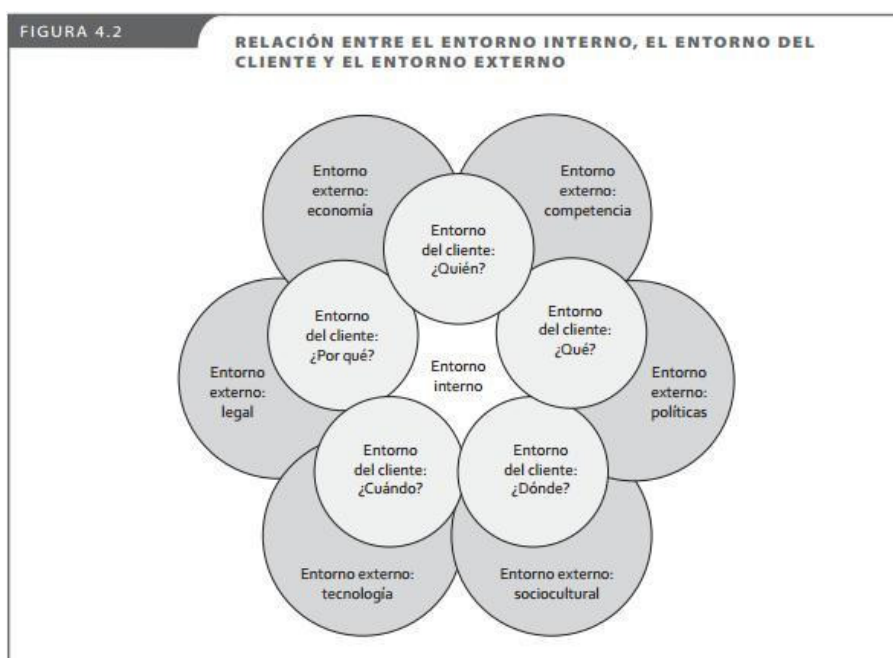 FIGURA 4.2
RELACIÓN ENTRE EL ENTORNO INTERNO, EL ENTORNO DEL
CLIENTE Y EL ENTORNO EXTERNO
Entorno
externo:
economía
Entorno
externo:
competencia
Entorno
del cliente:
¿Quién?
Entorno
del cliente:
¿Por qué?
Entorno
del cliente:
¿Qué?
Entorno
interno
Entorno
externo:
legal
Entorno
externo:
políticas
Entorno
del cliente:
¿Cuándo?
Entorno
del cliente:
¿Dónde?
Entorno externo:
tecnología
Entorno externo:
sociocultural